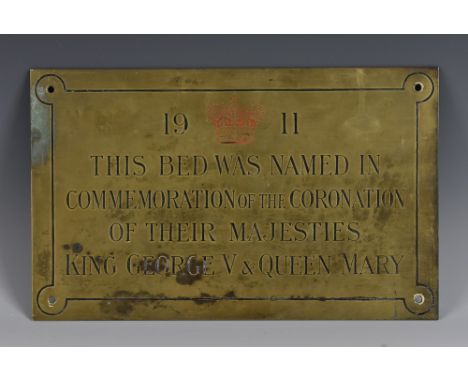 19 11
THIS BED WAS NAMED IN
COMMEMORATION OF THE CORONATION
OF THEIR MAJESTIES
KING GEORGE V & QUEEN MARY